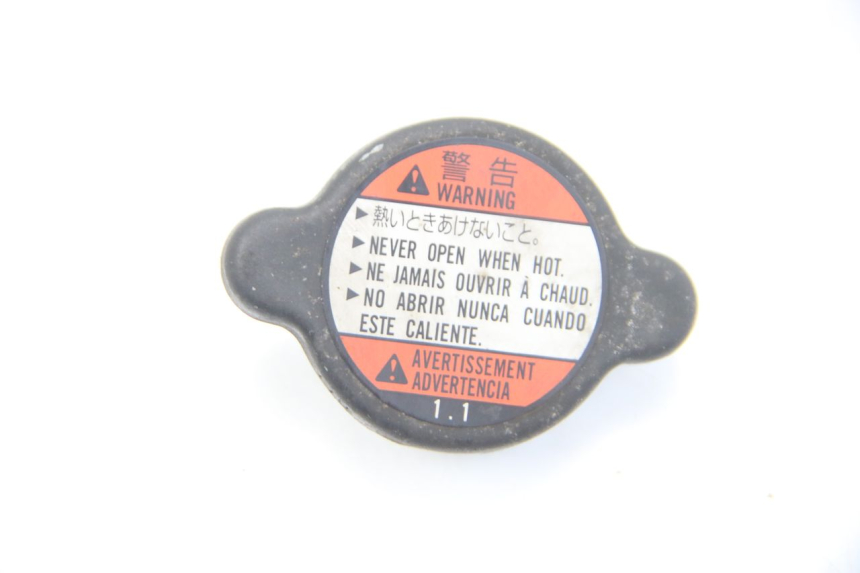 警告
WARNING
熱いときあけないこと。
NEVER OPEN WHEN HOT.
NE JAMAIS OUVRIR À CHAUD.
NO ABRIR NUNCA CUANDO
ESTE CALIENTE.
AVERTISSEMENT
ADVERTENCIA
1.1